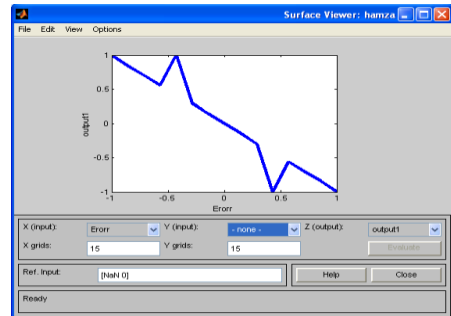 Surface Viewer: hamza
File Edit View Options
1
0.5
0
-0.5
-1
output1
-1 -0.5 0 0.5 1
Erorr
X (input): Erorr Y (input): - none - Z (output): output1
X grids: 15 Y grids: 15 Evaluate
Ref. Input: [NaN 0] Help Close
Ready